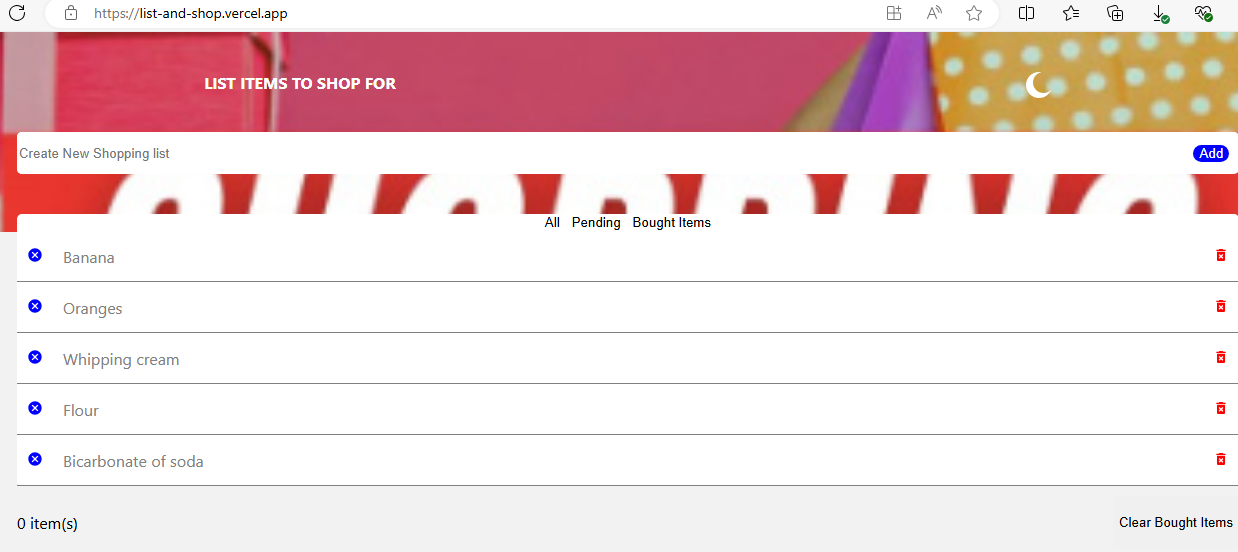 https://list-and-shop.vercel.app
LIST ITEMS TO SHOP FOR
Create New Shopping list Add
All Pending Bought Items
Banana
Oranges
Whipping cream
Flour
Bicarbonate of soda
0 item(s) Clear Bought Items